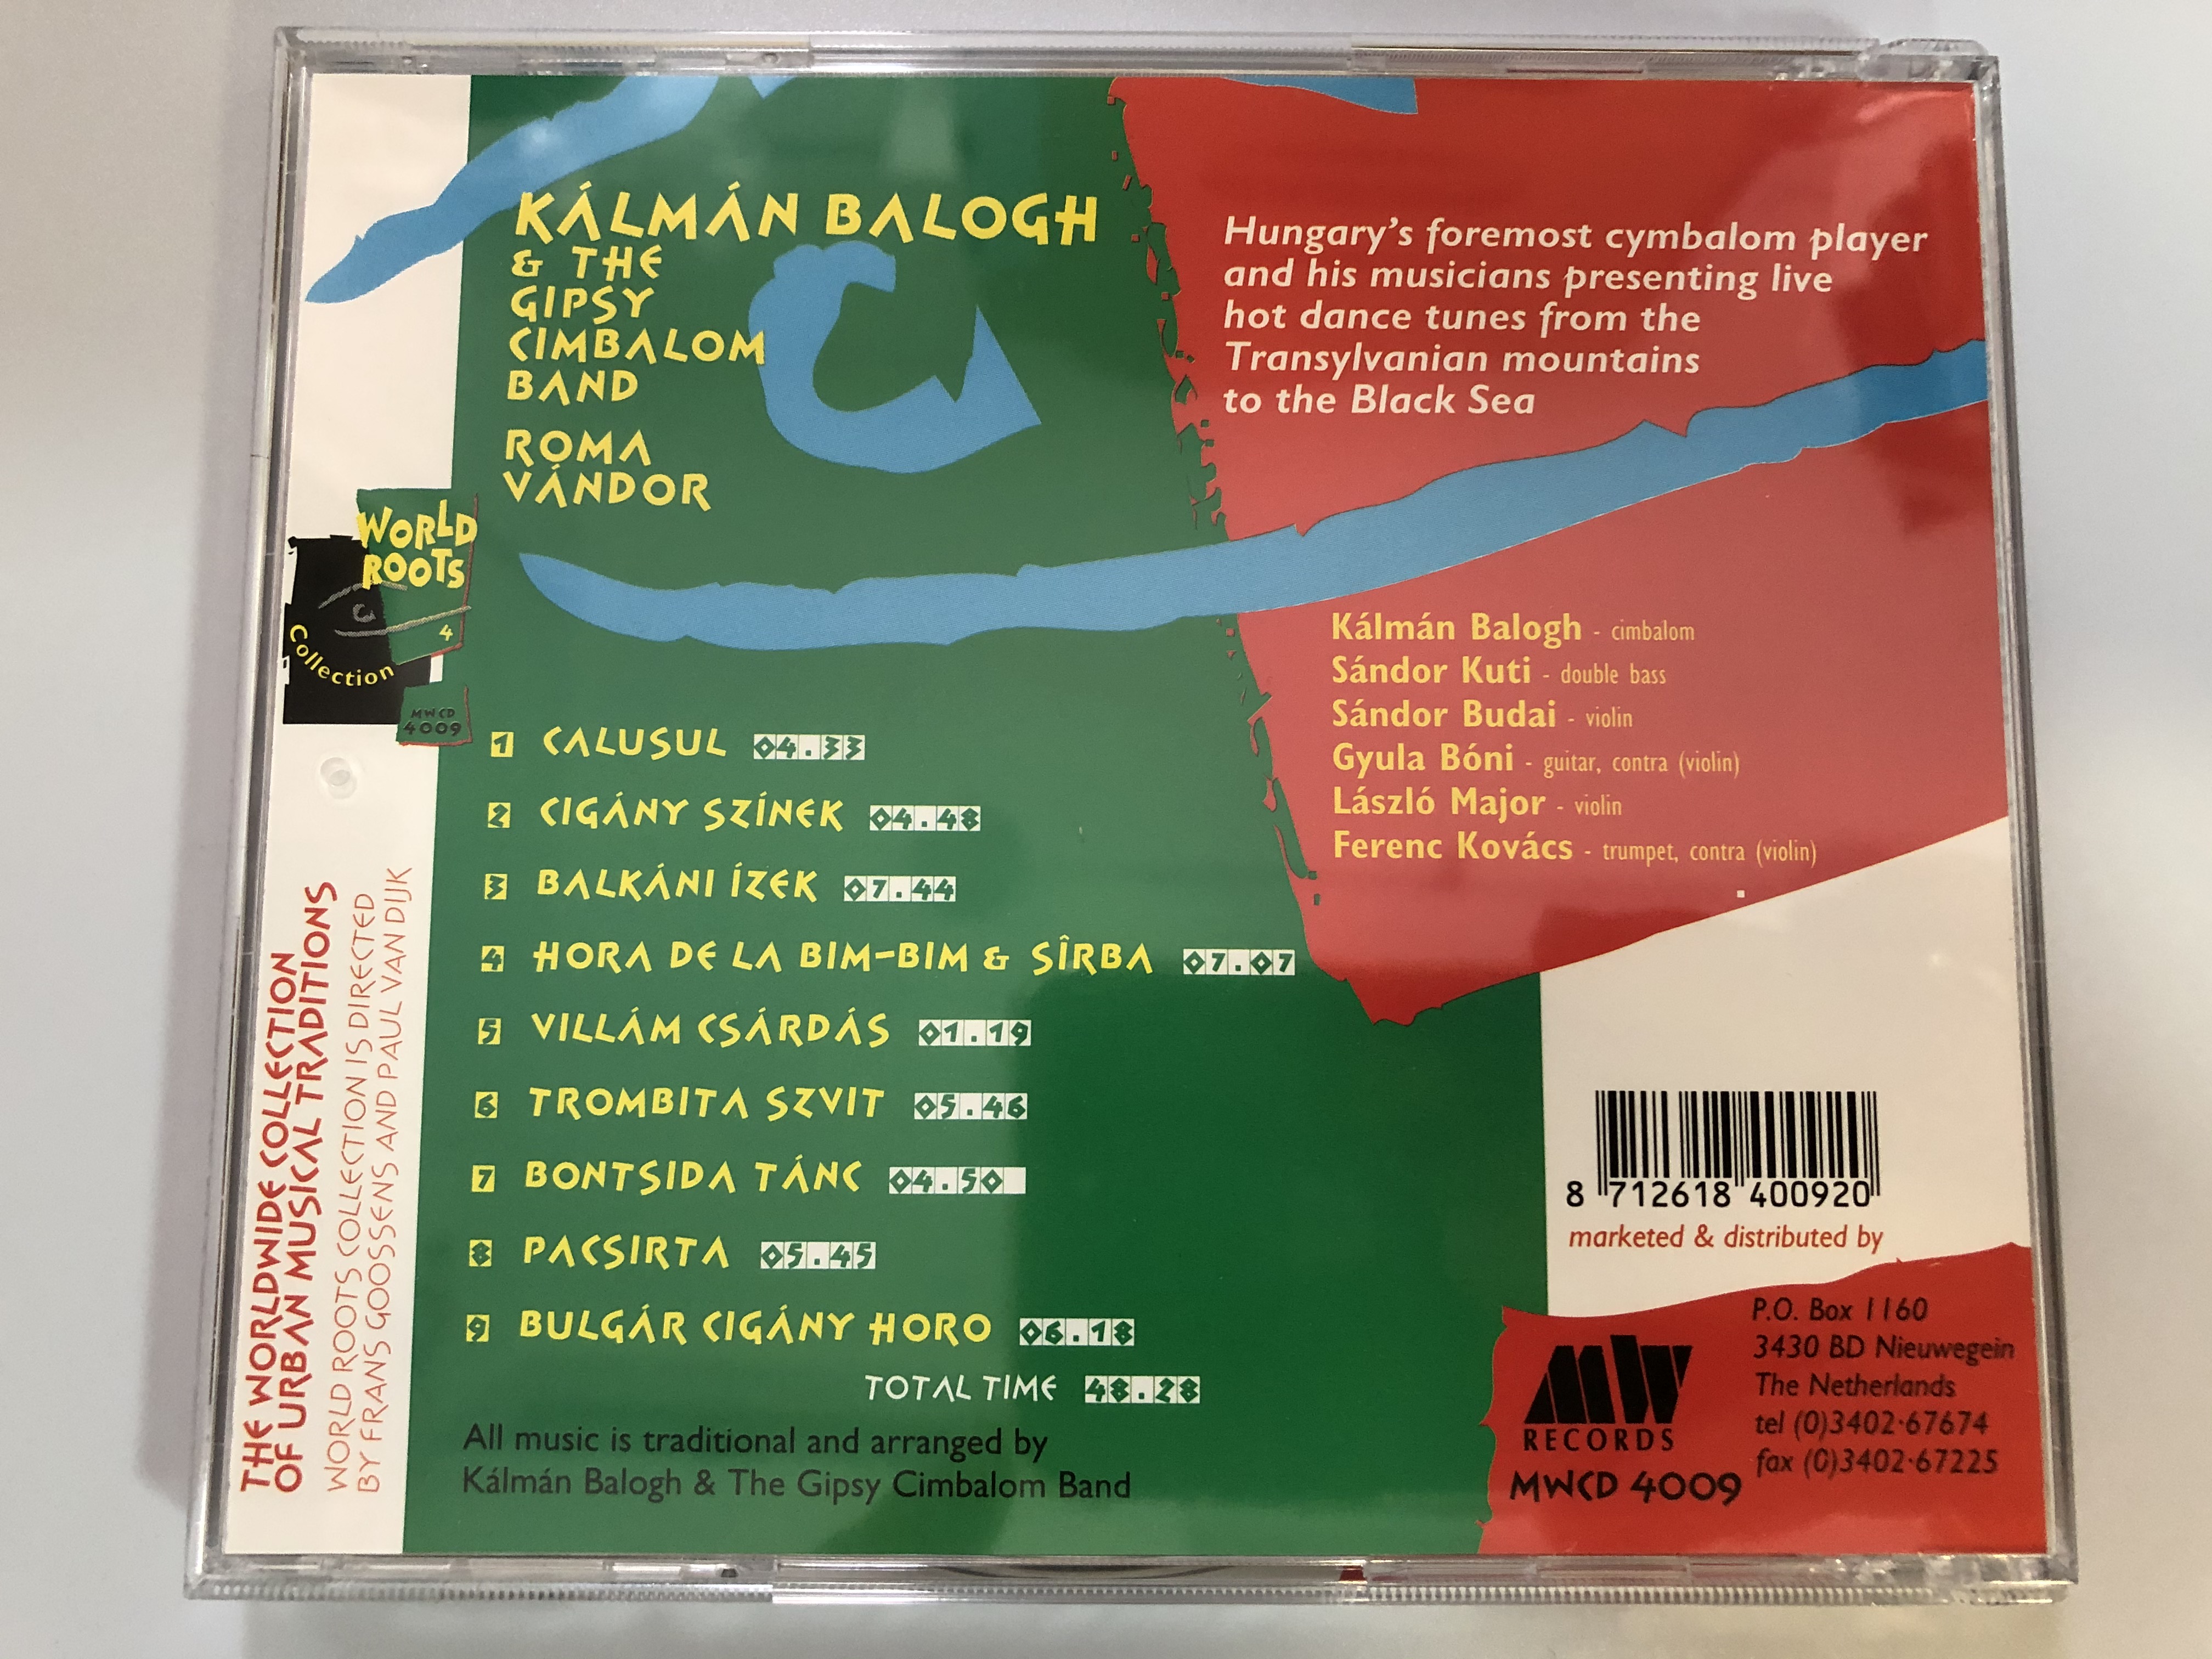 KÁLMÁN BALOGH
& THE
GIPSY
CIMBALOM
BAND
ROMA
VÁNDOR
Hungary's foremost cymbalom player
and his musicians presenting live
hot dance tunes from the
Transylvanian mountains
to the Black Sea
WORLD
ROOTS
4
Collection
MWCD
4009
Kálmán Balogh - cimbalom
Sándor Kuti - double bass
Sándor Budai - violin
Gyula Bóni - guitar, contra (violin)
László Major - violin
Ferenc Kovács - trumpet, contra (violin)
1 CALUSUL 04.33
2 CIGÁNY SZÍNEK 04.48
3 BALKÁNI ÍZEK 07.44
4 HORA DE LA BIM-BIM & SÎRBA 07.07
5 VILLÁM CSÁRDÁS 01.19
6 TROMBITA SZVIT 05.46
7 BONTSIDA TÁNC 04.50
8 PACSIRTA 05.45
9 BULGÁR CIGÁNY HORO 06.18
TOTAL TIME 48.28
All music is traditional and arranged by
Kálmán Balogh & The Gipsy Cimbalom Band
THE WORLDWIDE COLLECTION
OF URBAN MUSICAL TRADITIONS
WORLD ROOTS COLLECTION IS DIRECTED
BY FRANS GOOSSENS AND PAUL VAN DIJK
8 712618 400920
marketed & distributed by
MW
RECORDS
MWCD 4009
P.O. Box 1160
3430 BD Nieuwegein
The Netherlands
tel (0)3402·67674
fax (0)3402·67225